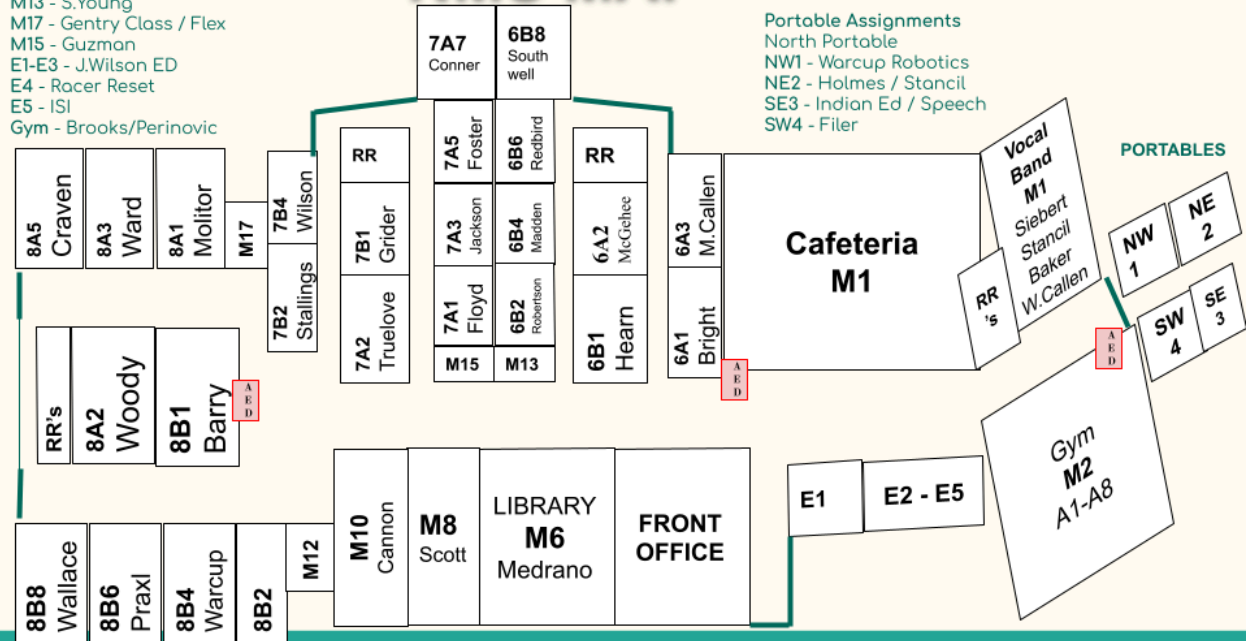 M13 - S.Young
M17 - Gentry Class / Flex
M15 - Guzman
E1-E3 - J.Wilson ED
E4 - Racer Reset
E5 - ISI
Gym - Brooks/Perinovic
Portable Assignments
North Portable
NW1 - Warcup Robotics
NE2 - Holmes / Stancil
SE3 - Indian Ed / Speech
SW4 - Filer
7A7
Conner
6B8
South
well
7A5
Foster
6B6
Redbird
RR
RR
8A5
Craven
8A3
Ward
8A1
Molitor
M17
7B4
Wilson
7B1
Grider
7A3
Jackson
6B4
Madden
6A2
McGehee
6A3
M.Callen
Cafeteria
M1
Vocal
Band
M1
Siebert
Stancil
Baker
W.Callen
RR
's
PORTABLES
NW
1
NE
2
SW
4
SE
3
7B2
Stallings
7A2
Truelove
7A1
Floyd
6B2
Robertson
M15
M13
6B1
Hearn
6A1
Bright
AED
AED
RR's
8A2
Woody
8B1
Barry
AED
Gym
M2
A1-A8
E1
E2 - E5
M10
Cannon
M8
Scott
LIBRARY
M6
Medrano
FRONT
OFFICE
8B8
Wallace
8B6
Praxl
8B4
Warcup
8B2
M12